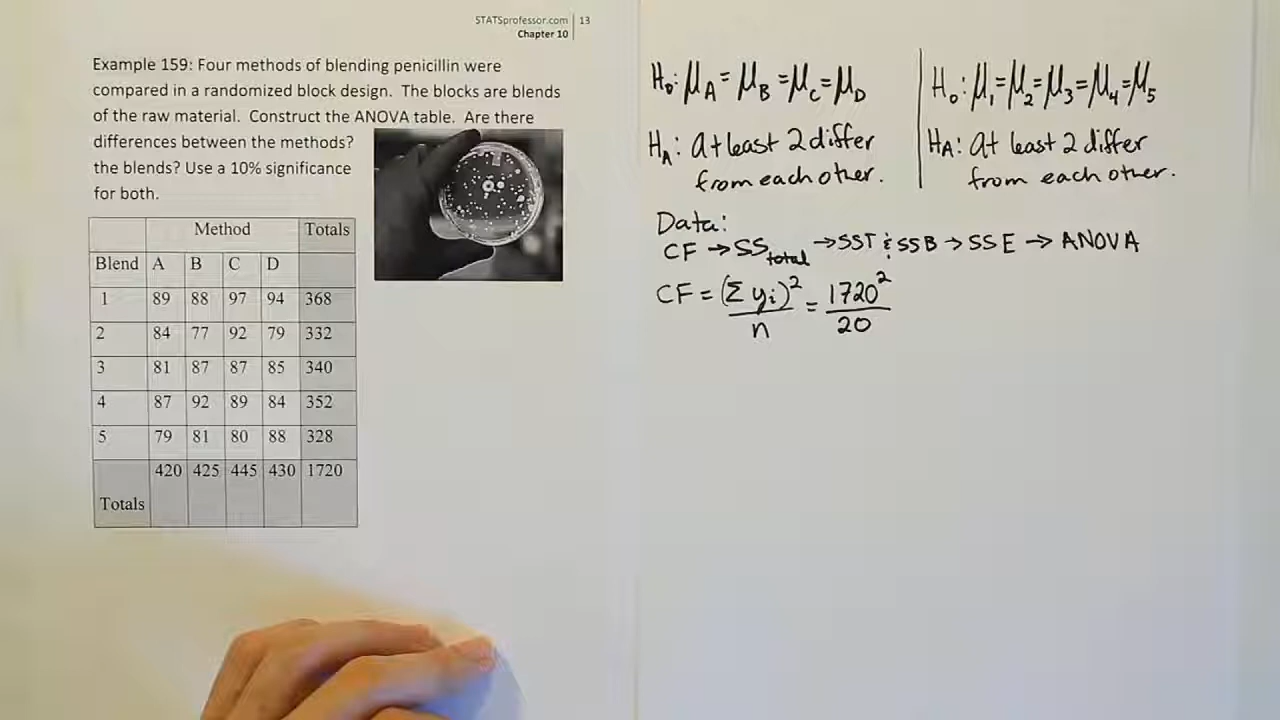 STATSprofessor.com 13
Chapter 10
Example 159: Four methods of blending penicillin were
compared in a randomized block design. The blocks are blends
of the raw material. Construct the ANOVA table. Are there
differences between the methods?
the blends? Use a 10% significance
for both.
Method Totals
Blend A B C D
1 89 88 97 94 368
2 84 77 92 79 332
3 81 87 87 85 340
4 87 92 89 84 352
5 79 81 80 88 328
420 425 445 430 1720
Totals
H₀: μA = μB = μC = μD
HA: At least 2 differ
from each other.
H₀: μ₁ = μ₂ = μ₃ = μ₄ = μ₅
HA: At least 2 differ
from each other.
Data:
CF → SS total → SST & SSB → SSE → ANOVA
CF = (Σ yi)² / n = 1720² / 20